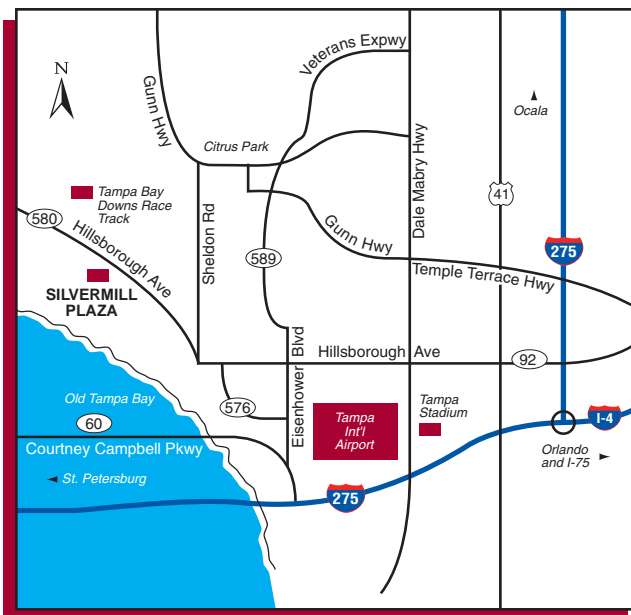 Veterans Expwy
N
Gunn Hwy
Ocala
Citrus Park
Dale Mabry Hwy
Tampa Bay
Downs Race
Track
41
580
Hillsborough Ave
Sheldon Rd
Gunn Hwy
275
589
Temple Terrace Hwy
SILVERMILL
PLAZA
Eisenhower Blvd
Hillsborough Ave
92
Old Tampa Bay
576
Tampa
Int'l
Airport
Tampa
Stadium
60
I-4
Courtney Campbell Pkwy
Orlando
and I-75
St. Petersburg
275